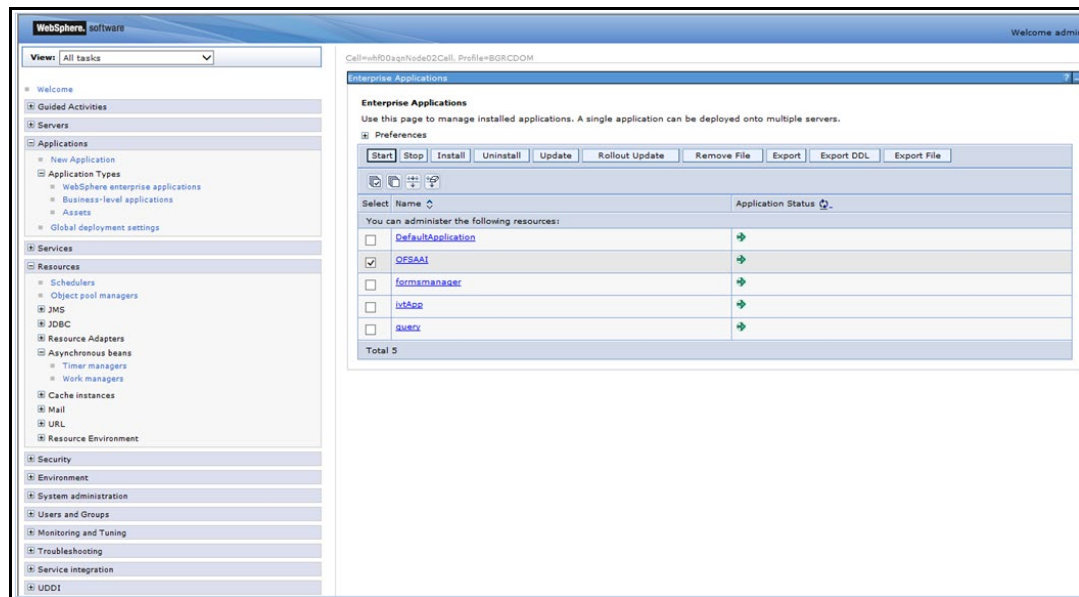 WebSphere. software
Welcome admi
View: All tasks
Cell=whf00aqnNode02Cell, Profile=BGRCDOM
Welcome
Guided Activities
Servers
Applications
New Application
Application Types
WebSphere enterprise applications
Business-level applications
Assets
Global deployment settings
Services
Resources
Schedulers
Object pool managers
JMS
JDBC
Resource Adapters
Asynchronous beans
Timer managers
Work managers
Cache instances
Mail
URL
Resource Environment
Security
Environment
System administration
Users and Groups
Monitoring and Tuning
Troubleshooting
Service integration
UDDI
Enterprise Applications
?
Enterprise Applications
Use this page to manage installed applications. A single application can be deployed onto multiple servers.
Preferences
Start Stop Install Uninstall Update Rollout Update Remove File Export Export DDL Export File
Select Name Application Status
You can administer the following resources:
DefaultApplication
OFSAAI
formsmanager
ivtApp
query
Total 5